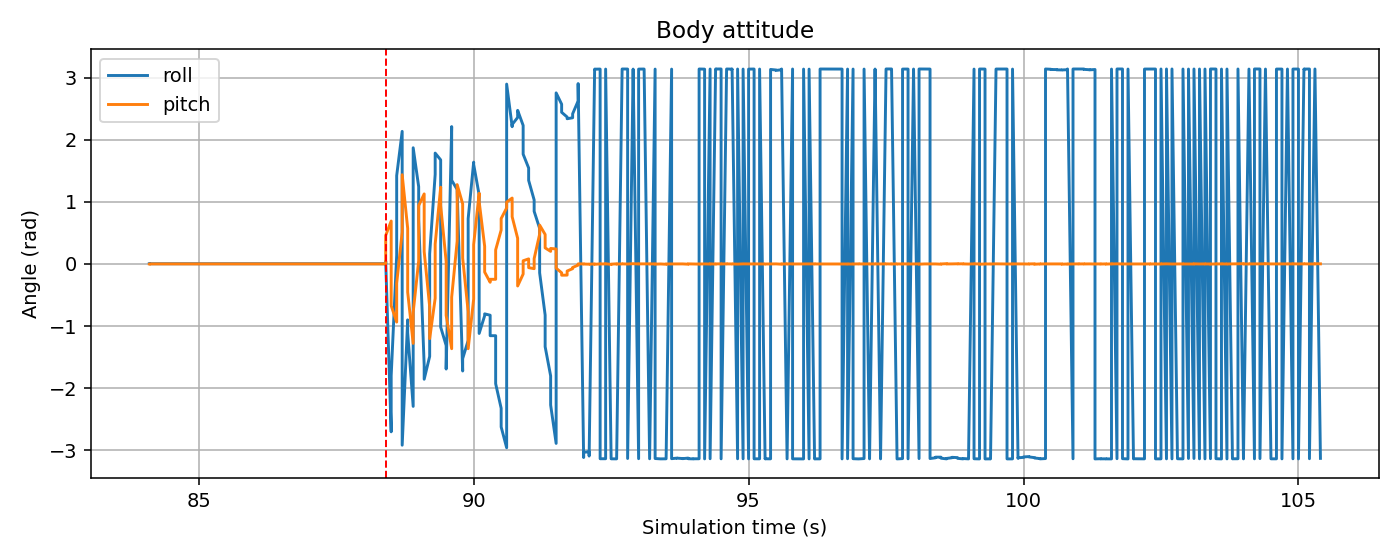 Body attitude
roll
pitch
3
2
1
0
−1
−2
−3
Angle (rad)
85
90
95
100
105
Simulation time (s)